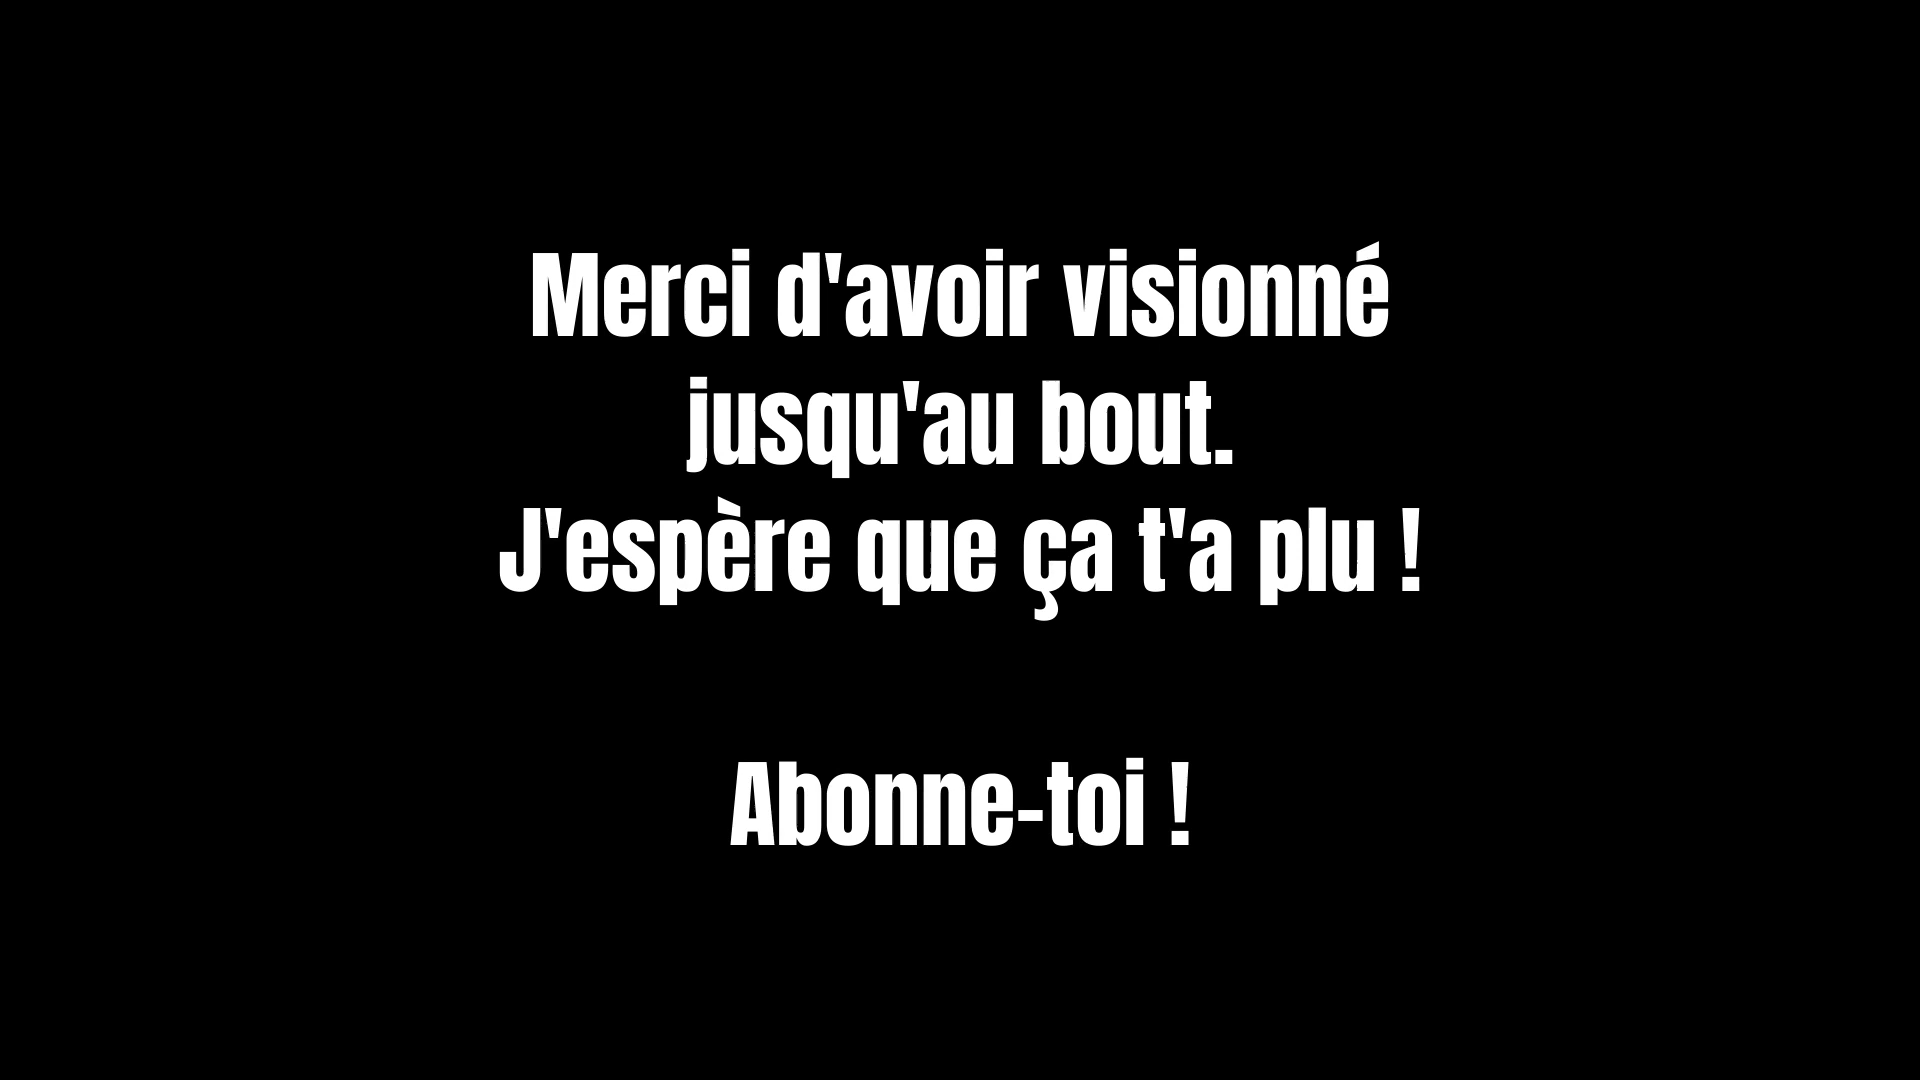 Merci d'avoir visionné
jusqu'au bout.
J'espère que ça t'a plu !
Abonne-toi !